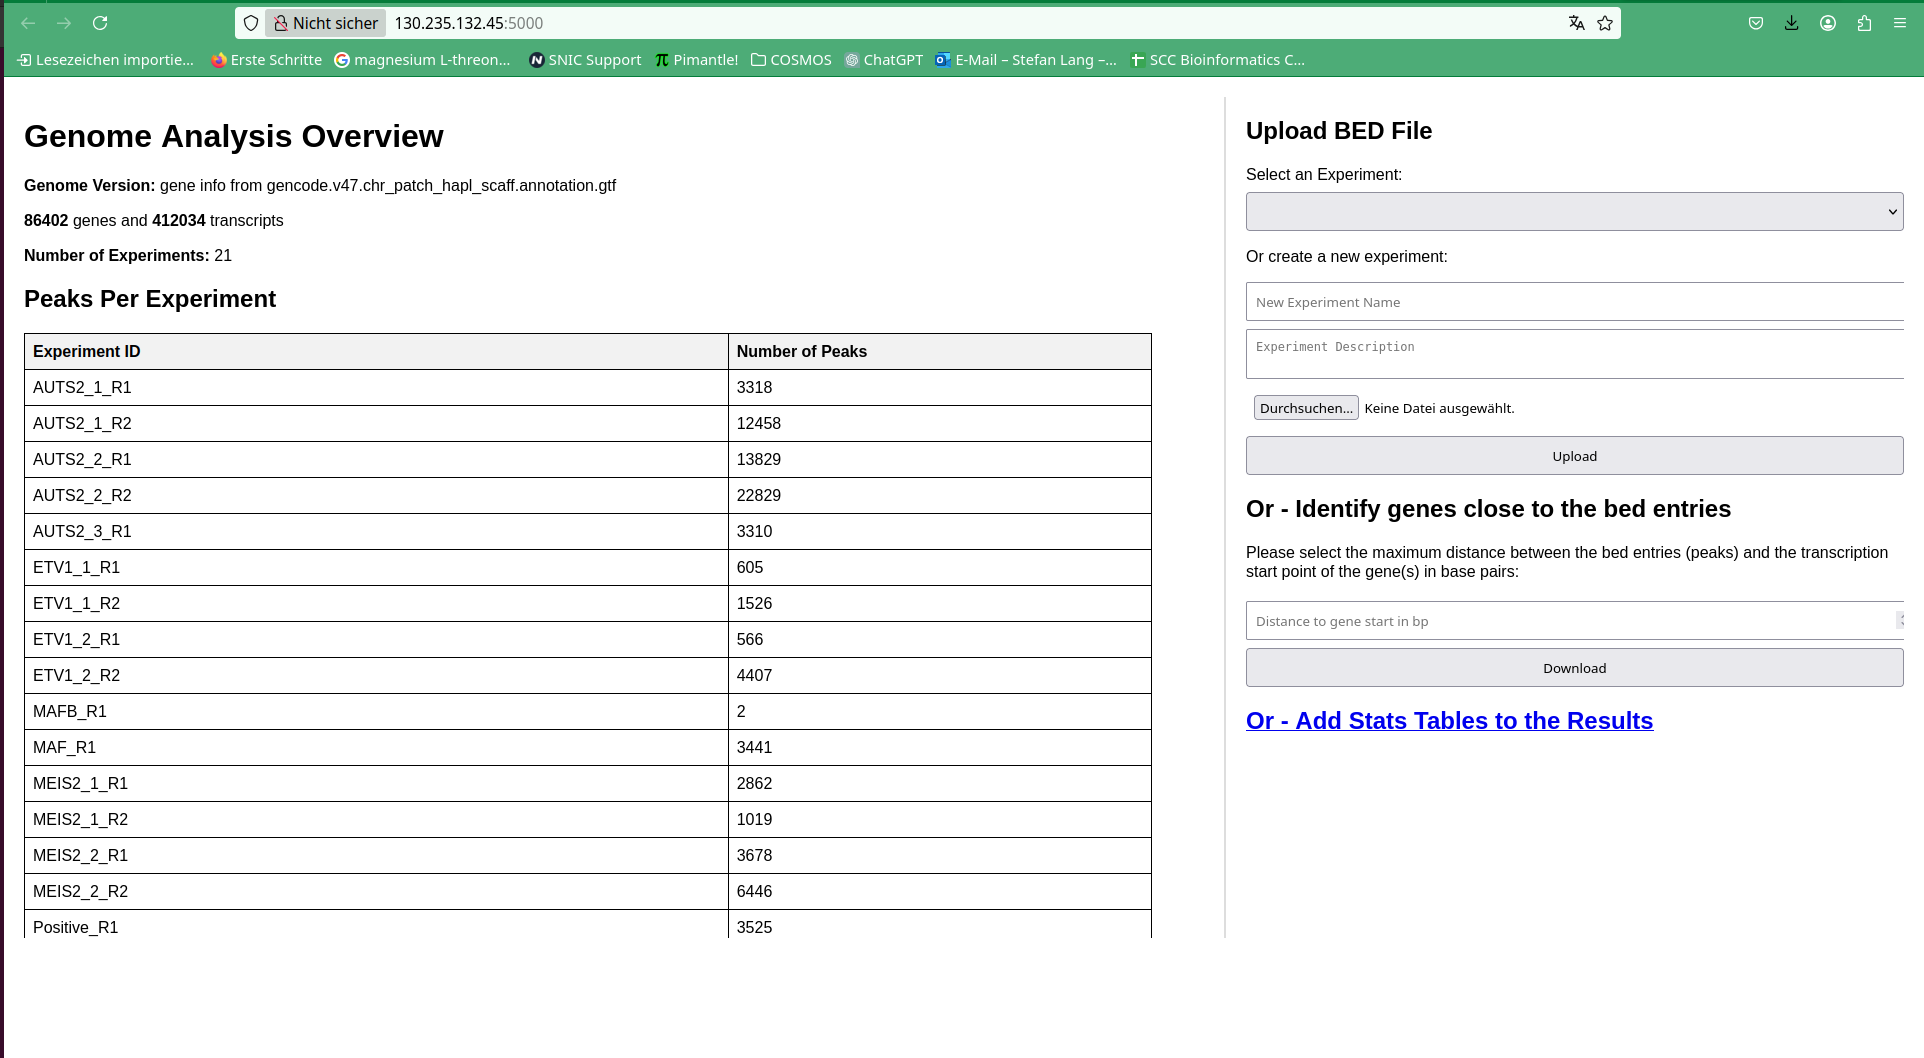 Nicht sicher 130.235.132.45:5000
Lesezeichen importie... Erste Schritte magnesium L-threon... SNIC Support Pimantle! COSMOS ChatGPT E-Mail – Stefan Lang –... SCC Bioinformatics C...
Genome Analysis Overview
Genome Version: gene info from gencode.v47.chr_patch_hapl_scaff.annotation.gtf
86402 genes and 412034 transcripts
Number of Experiments: 21
Peaks Per Experiment
Experiment ID Number of Peaks
AUTS2_1_R1 3318
AUTS2_1_R2 12458
AUTS2_2_R1 13829
AUTS2_2_R2 22829
AUTS2_3_R1 3310
ETV1_1_R1 605
ETV1_1_R2 1526
ETV1_2_R1 566
ETV1_2_R2 4407
MAFB_R1 2
MAF_R1 3441
MEIS2_1_R1 2862
MEIS2_1_R2 1019
MEIS2_2_R1 3678
MEIS2_2_R2 6446
Positive_R1 3525
Upload BED File
Select an Experiment:
Or create a new experiment:
New Experiment Name
Experiment Description
Durchsuchen... Keine Datei ausgewählt.
Upload
Or - Identify genes close to the bed entries
Please select the maximum distance between the bed entries (peaks) and the transcription
start point of the gene(s) in base pairs:
Distance to gene start in bp
Download
Or - Add Stats Tables to the Results